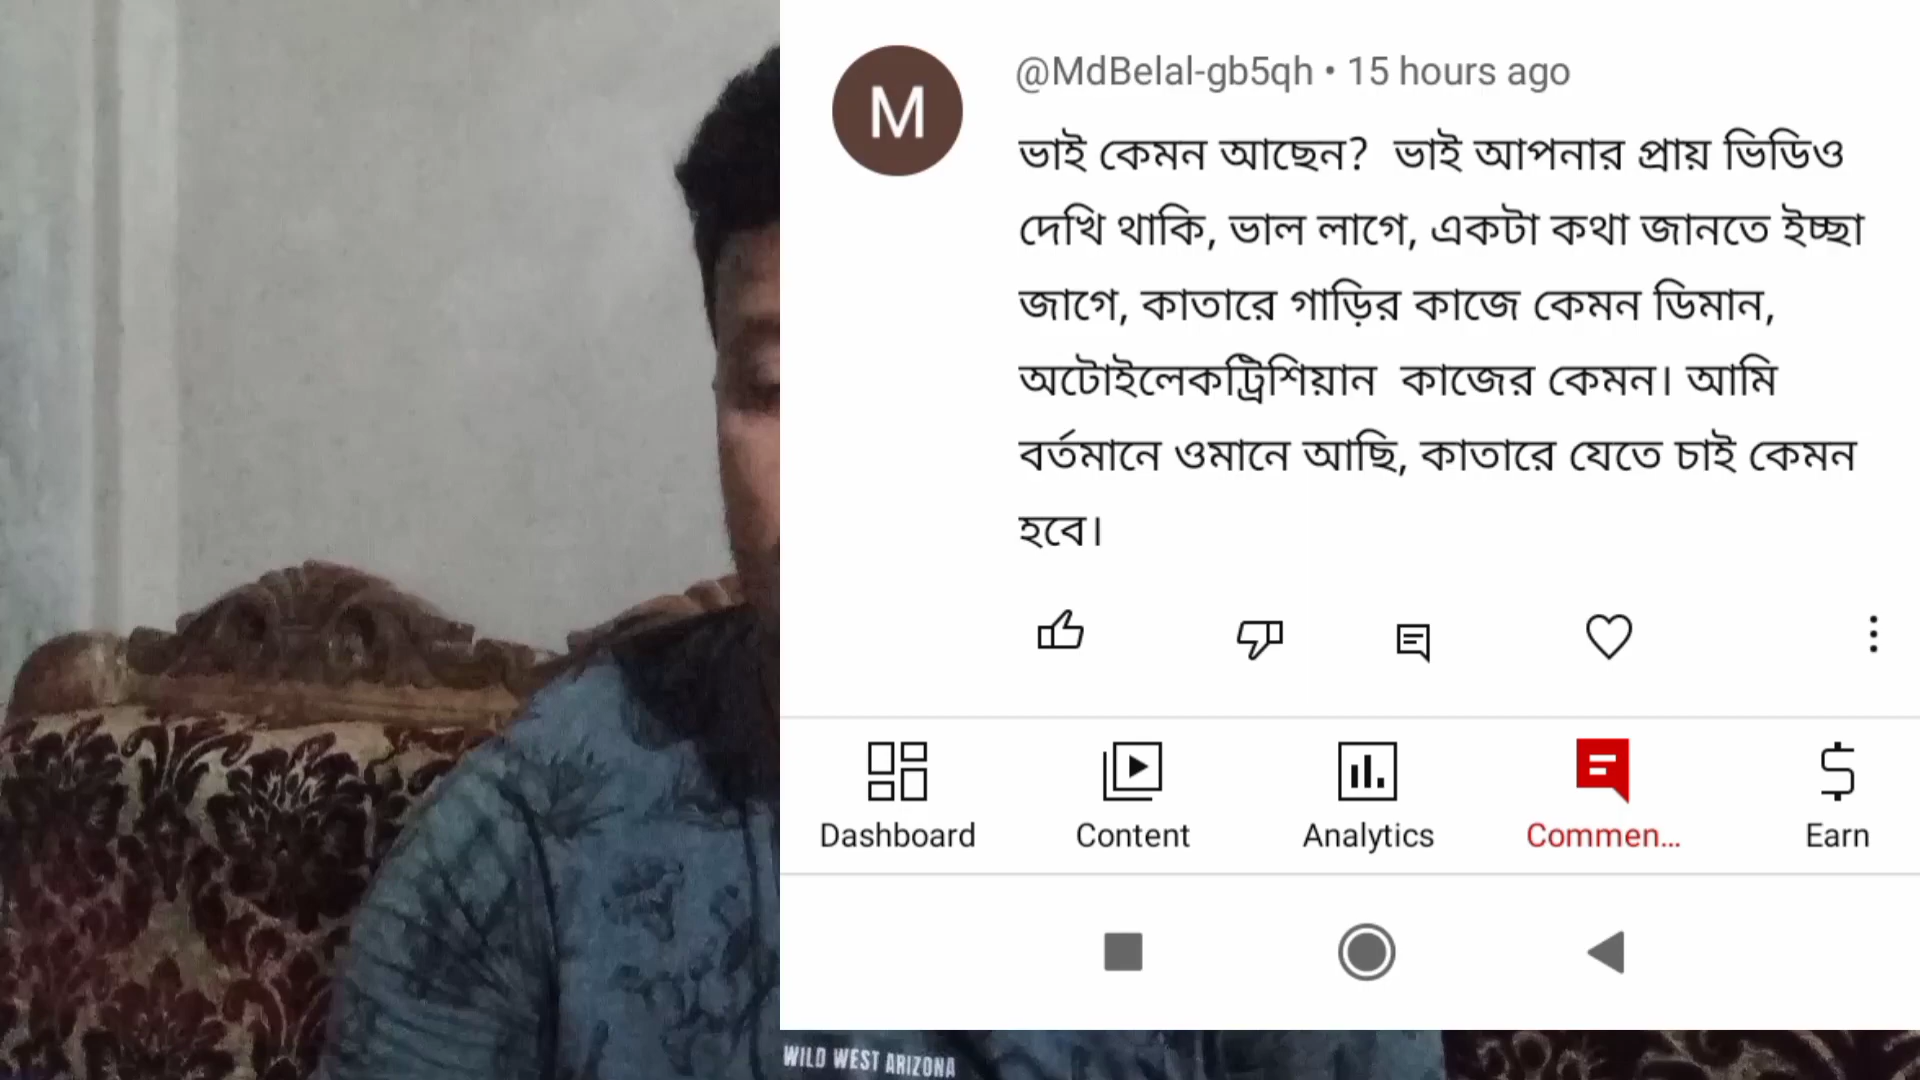 M
@MdBelal-gb5qh • 15 hours ago
ভাই কেমন আছেন? ভাই আপনার প্রায় ভিডিও
দেখি থাকি, ভাল লাগে, একটা কথা জানতে ইচ্ছা
জাগে, কাতারে গাড়ির কাজে কেমন ডিমান,
অটোইলেকট্রিশিয়ান কাজের কেমন। আমি
বর্তমানে ওমানে আছি, কাতারে যেতে চাই কেমন
হবে।
Dashboard Content Analytics Commen... Earn
WILD WEST ARIZONA